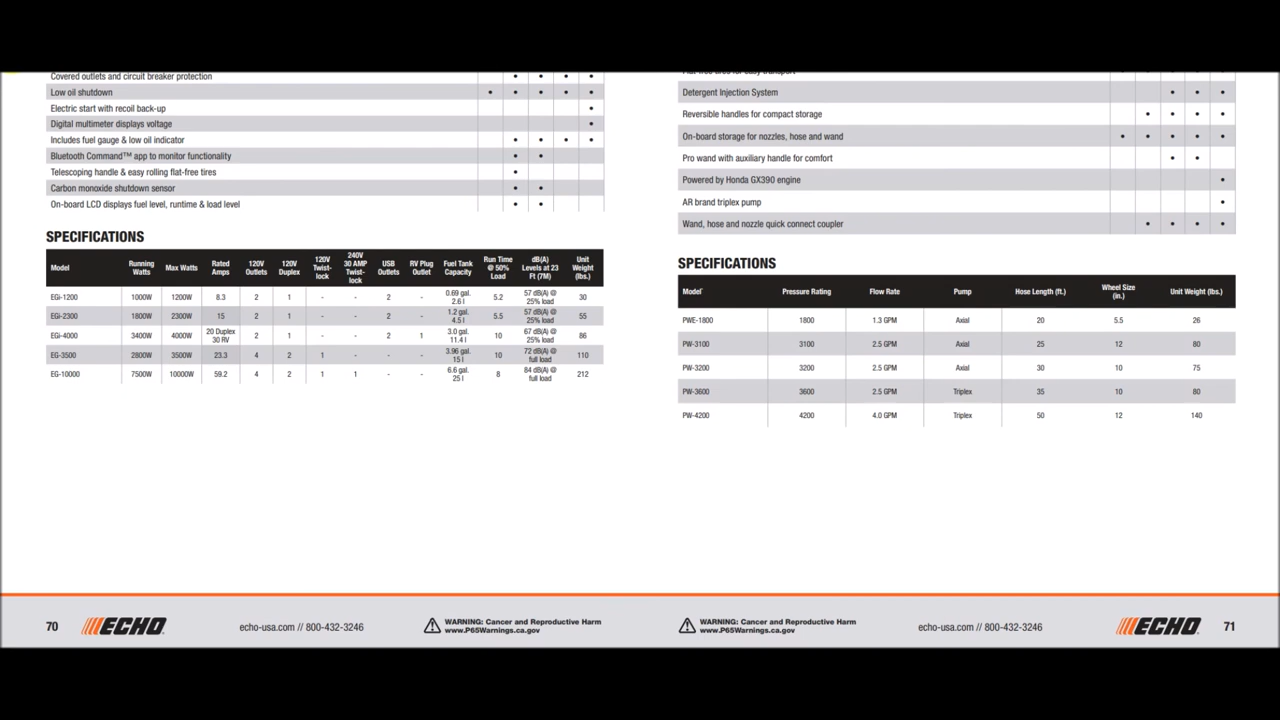 Covered outlets and circuit breaker protection • • • •
Low oil shutdown • • • • •
Electric start with recoil back-up •
Digital multimeter displays voltage •
Includes fuel gauge & low oil indicator • • • •
Bluetooth Command™ app to monitor functionality • •
Telescoping handle & easy rolling flat-free tires •
Carbon monoxide shutdown sensor • •
On-board LCD displays fuel level, runtime & load level • •
SPECIFICATIONS
Model Running Watts Max Watts Rated Amps 120V Outlets 120V Duplex 120V Twist-lock 240V 30 AMP Twist-lock USB Outlets RV Plug Outlet Fuel Tank Capacity Run Time @ 50% Load dB(A) Levels at 23 Ft (7M) Unit Weight (lbs.)
EGi-1200 1000W 1200W 8.3 2 1 - - 2 - 0.69 gal. 2.6 l 5.2 57 dB(A) @ 25% load 30
EGi-2300 1800W 2300W 15 2 1 - - 2 - 1.2 gal. 4.5 l 5.5 57 dB(A) @ 25% load 55
EGi-4000 3400W 4000W 20 Duplex 30 RV 2 1 - - 2 1 3.0 gal. 11.4 l 10 67 dB(A) @ 25% load 86
EG-3500 2800W 3500W 23.3 4 2 1 - - - 3.96 gal. 15 l 10 72 dB(A) @ full load 110
EG-10000 7500W 10000W 59.2 4 2 1 1 - - 6.6 gal. 25 l 8 84 dB(A) @ full load 212
70 ECHO echo-usa.com // 800-432-3246 WARNING: Cancer and Reproductive Harm
www.P65Warnings.ca.gov
Detergent Injection System • • •
Reversible handles for compact storage • • • •
On-board storage for nozzles, hose and wand • • • • •
Pro wand with auxiliary handle for comfort • •
Powered by Honda GX390 engine •
AR brand triplex pump •
Wand, hose and nozzle quick connect coupler • • • •
SPECIFICATIONS
Model Pressure Rating Flow Rate Pump Hose Length (ft.) Wheel Size (in.) Unit Weight (lbs.)
PWE-1800 1800 1.3 GPM Axial 20 5.5 26
PW-3100 3100 2.5 GPM Axial 25 12 80
PW-3200 3200 2.5 GPM Axial 30 10 75
PW-3600 3600 2.5 GPM Triplex 35 10 80
PW-4200 4200 4.0 GPM Triplex 50 12 140
WARNING: Cancer and Reproductive Harm
www.P65Warnings.ca.gov echo-usa.com // 800-432-3246 ECHO 71